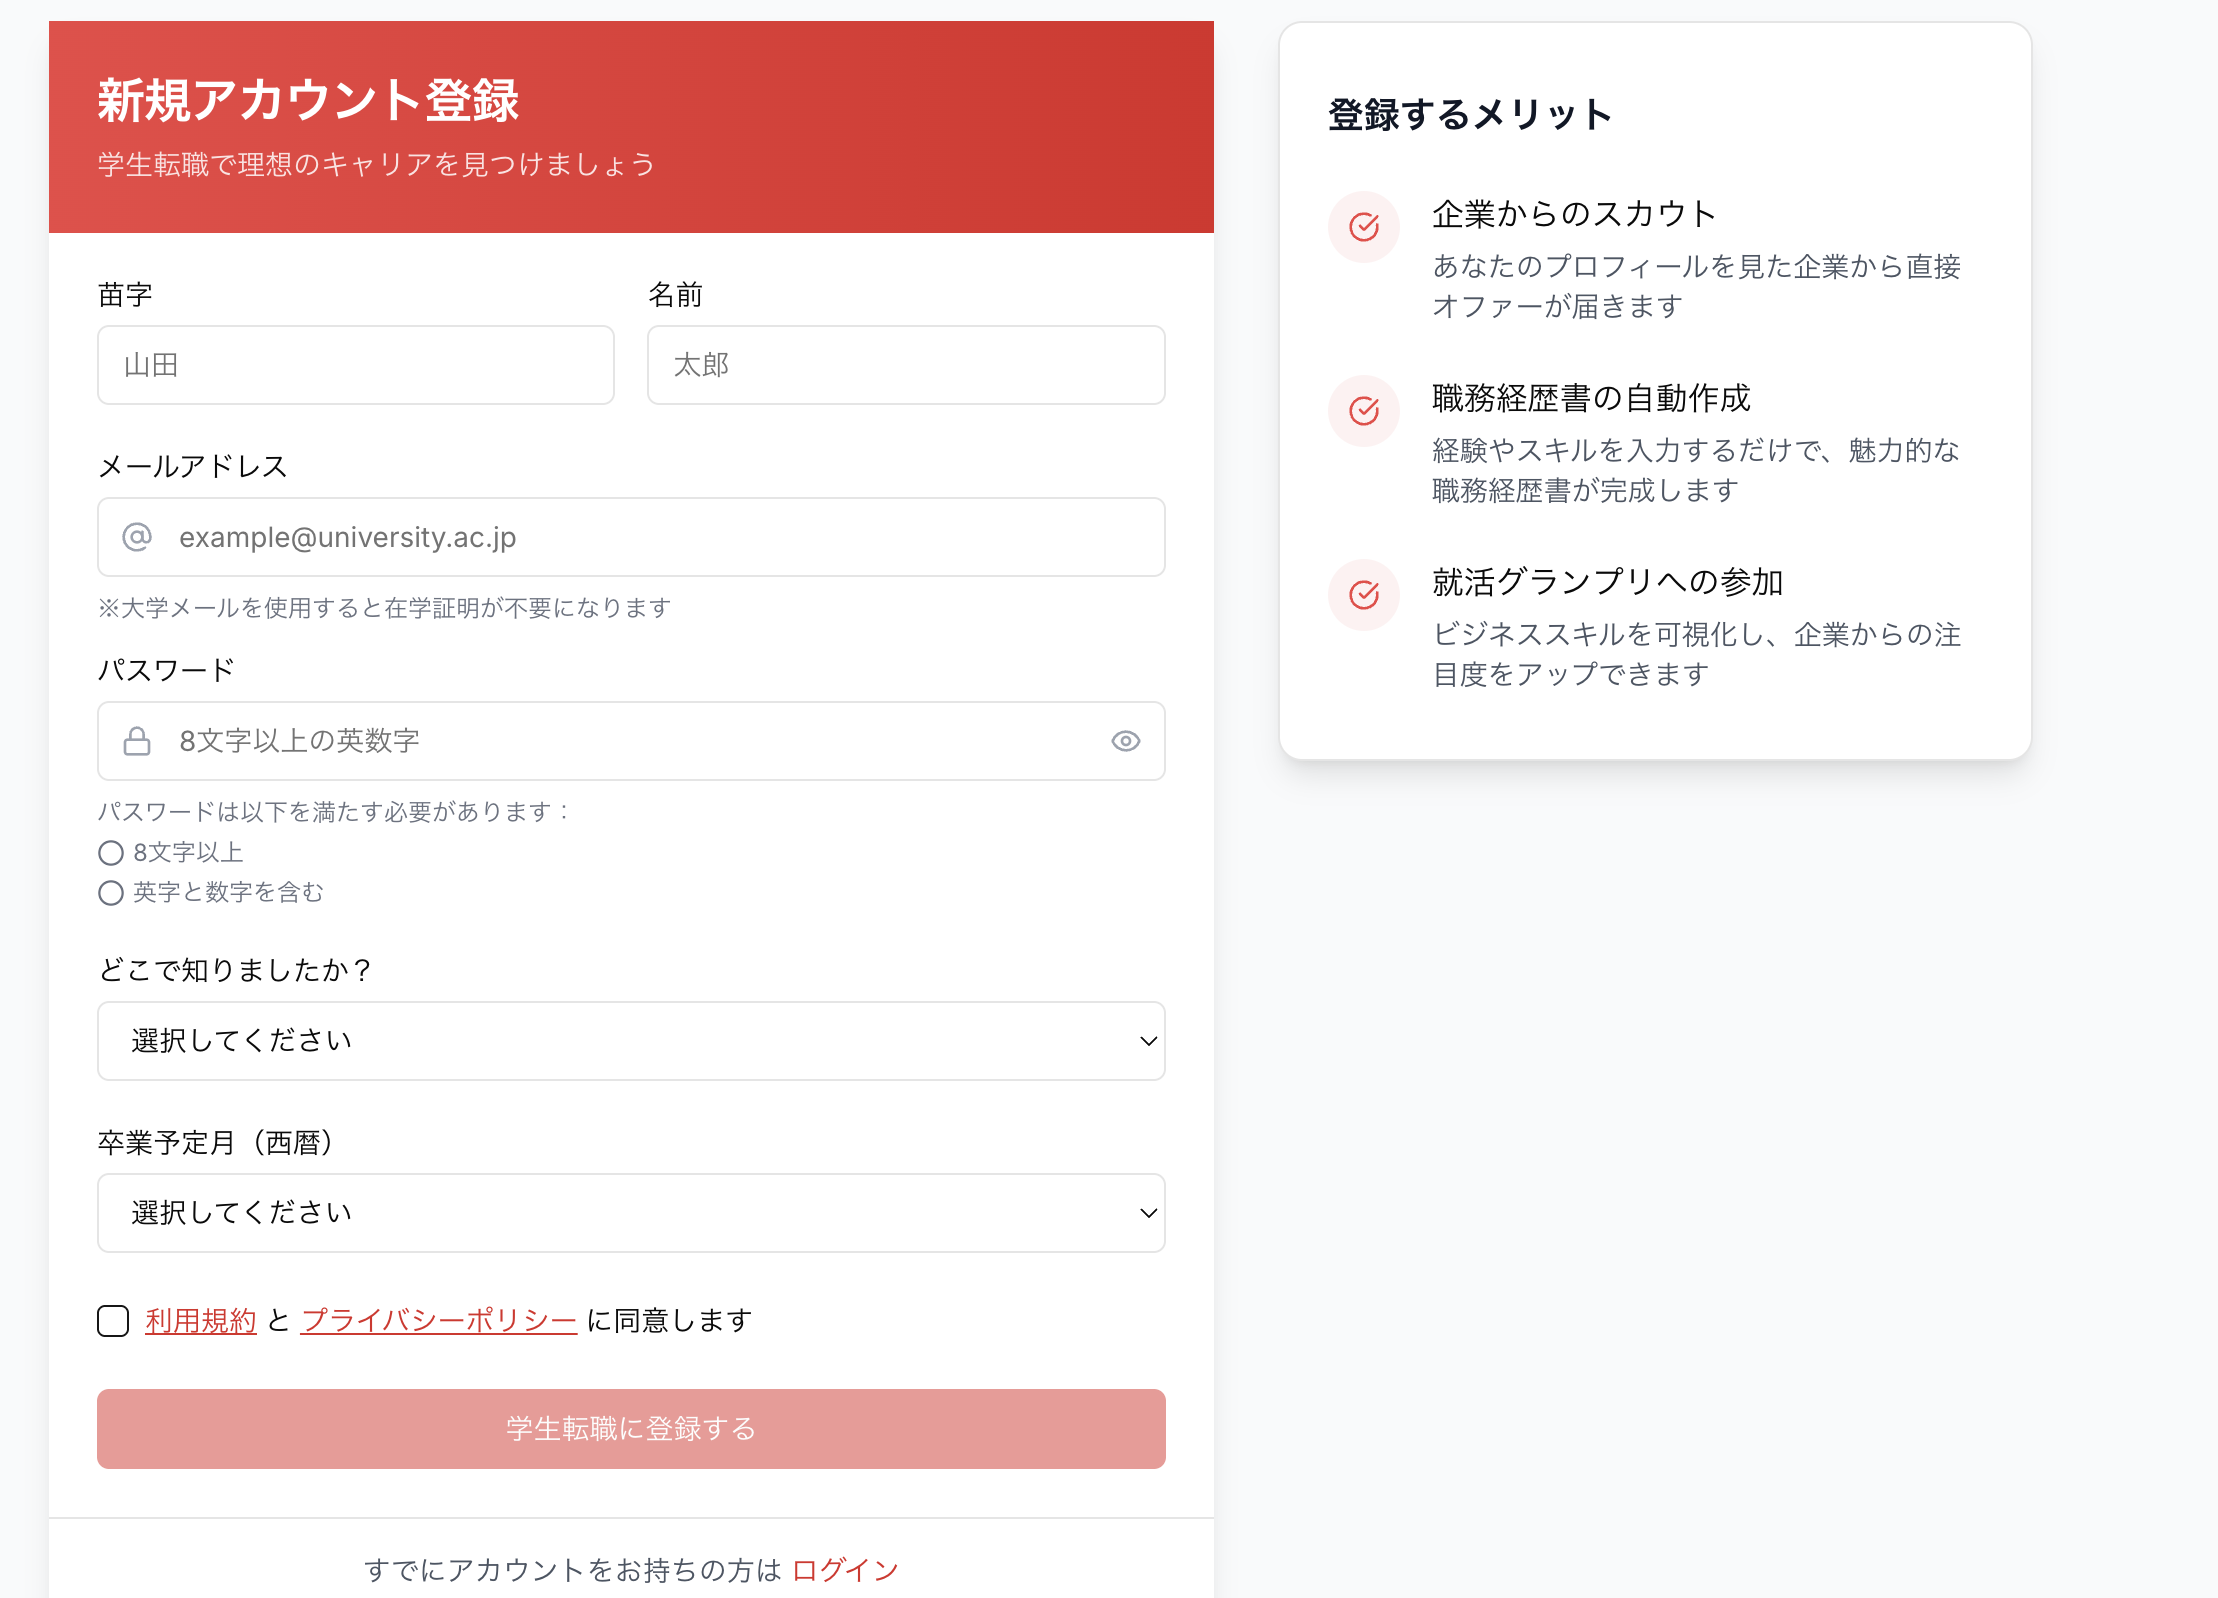 新規アカウント登録
学生転職で理想のキャリアを見つけましょう
苗字
名前
山田
太郎
メールアドレス
example@university.ac.jp
※大学メールを使用すると在学証明が不要になります
パスワード
8文字以上の英数字
パスワードは以下を満たす必要があります：
8文字以上
英字と数字を含む
どこで知りましたか？
選択してください
卒業予定月（西暦）
選択してください
利用規約 と プライバシーポリシー に同意します
学生転職に登録する
すでにアカウントをお持ちの方は ログイン
登録するメリット
企業からのスカウト
あなたのプロフィールを見た企業から直接
オファーが届きます
職務経歴書の自動作成
経験やスキルを入力するだけで、魅力的な
職務経歴書が完成します
就活グランプリへの参加
ビジネススキルを可視化し、企業からの注
目度をアップできます